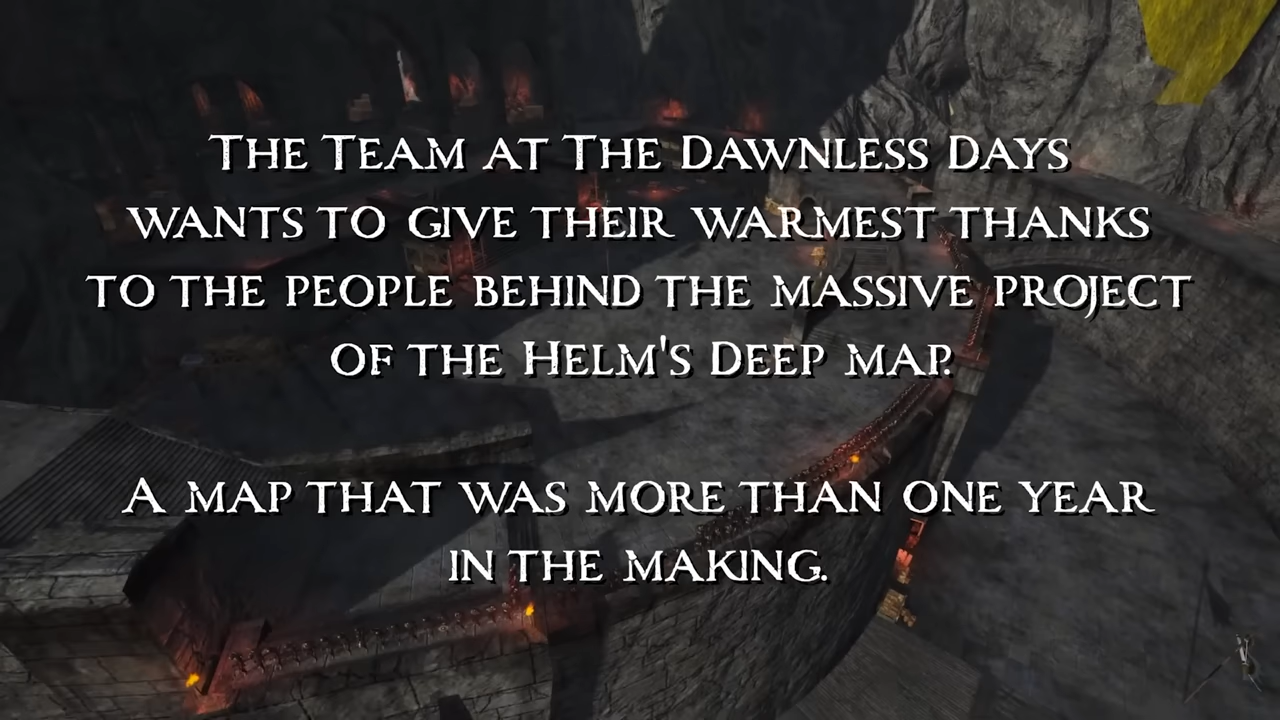 The Team at The Dawnless Days
wants to give their warmest thanks
to the people behind the massive project
of the Helm's Deep map.
A map that was more than one year
in the making.